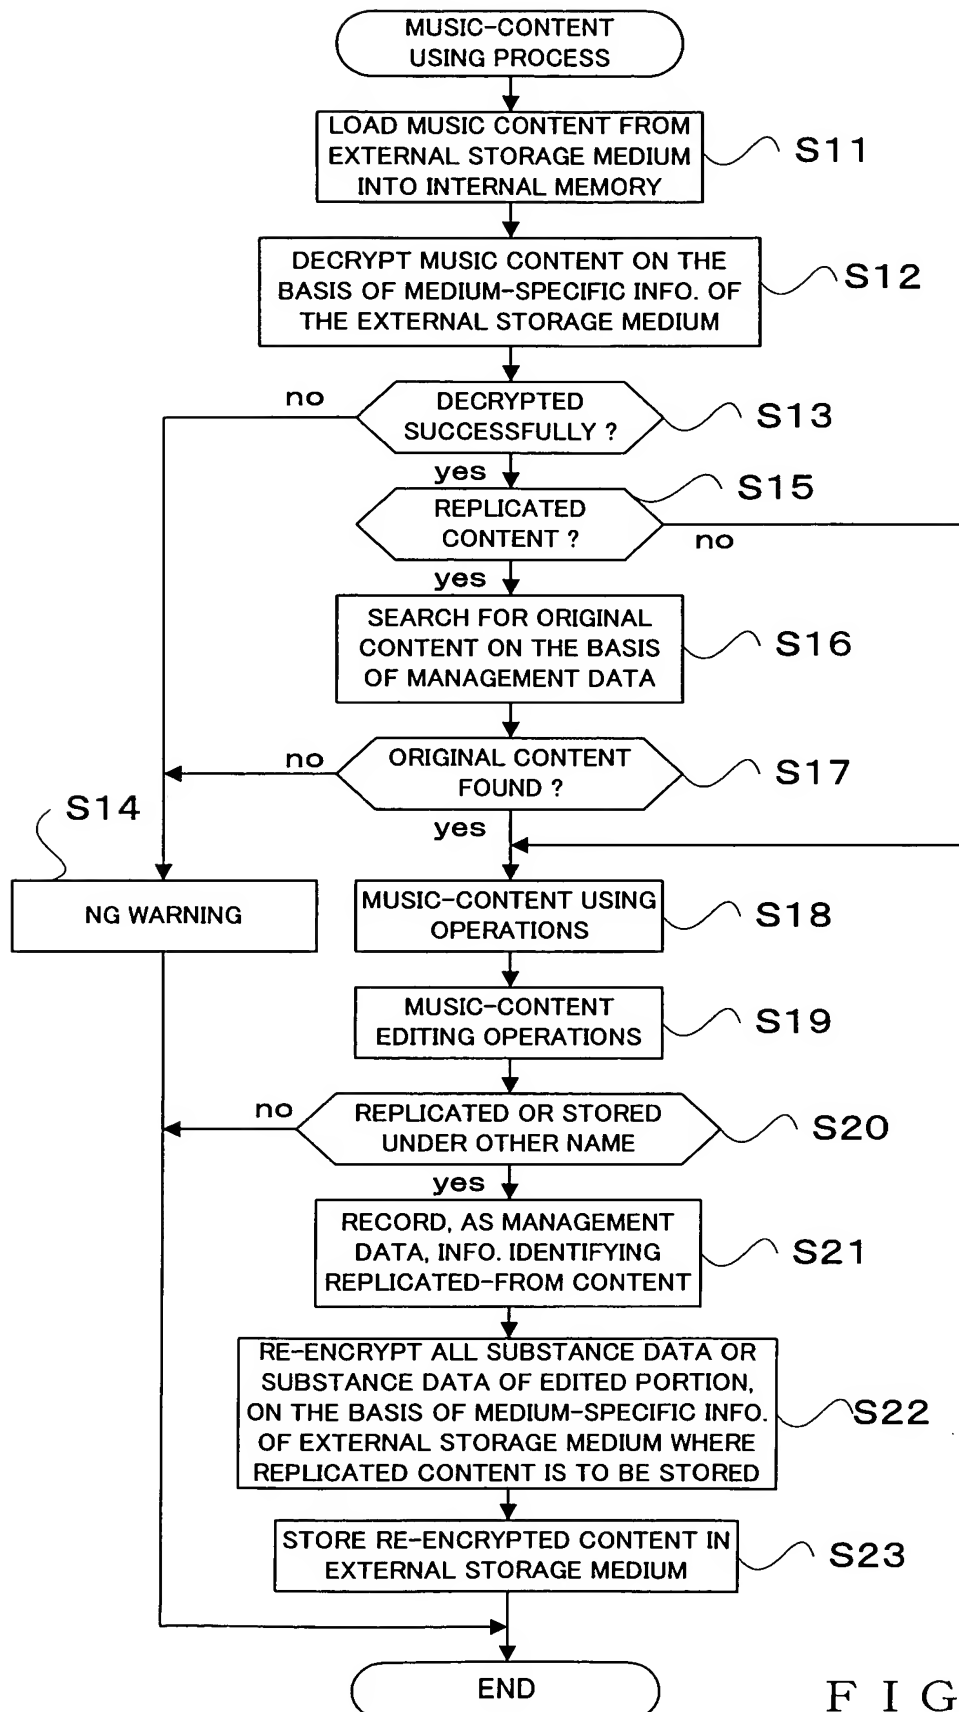 MUSIC-CONTENT
USING PROCESS
LOAD MUSIC CONTENT FROM
EXTERNAL STORAGE MEDIUM
INTO INTERNAL MEMORY
S11
DECRYPT MUSIC CONTENT ON THE
BASIS OF MEDIUM-SPECIFIC INFO. OF
THE EXTERNAL STORAGE MEDIUM
S12
no
DECRYPTED
SUCCESSFULLY ?
S13
yes
S15
REPLICATED
CONTENT ?
no
yes
SEARCH FOR ORIGINAL
CONTENT ON THE BASIS
OF MANAGEMENT DATA
S16
no
ORIGINAL CONTENT
FOUND ?
S17
S14
yes
NG WARNING
MUSIC-CONTENT USING
OPERATIONS
S18
MUSIC-CONTENT
EDITING OPERATIONS
S19
no
REPLICATED OR STORED
UNDER OTHER NAME
S20
yes
RECORD, AS MANAGEMENT
DATA, INFO. IDENTIFYING
REPLICATED-FROM CONTENT
S21
RE-ENCRYPT ALL SUBSTANCE DATA OR
SUBSTANCE DATA OF EDITED PORTION,
ON THE BASIS OF MEDIUM-SPECIFIC INFO.
OF EXTERNAL STORAGE MEDIUM WHERE
REPLICATED CONTENT IS TO BE STORED
S22
STORE RE-ENCRYPTED CONTENT IN
EXTERNAL STORAGE MEDIUM
S23
END
F I G